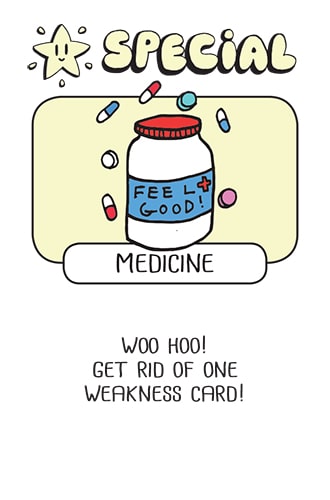 SPECIAL
FEEL
GOOD!
MEDICINE
WOO HOO!
GET RID OF ONE
WEAKNESS CARD!